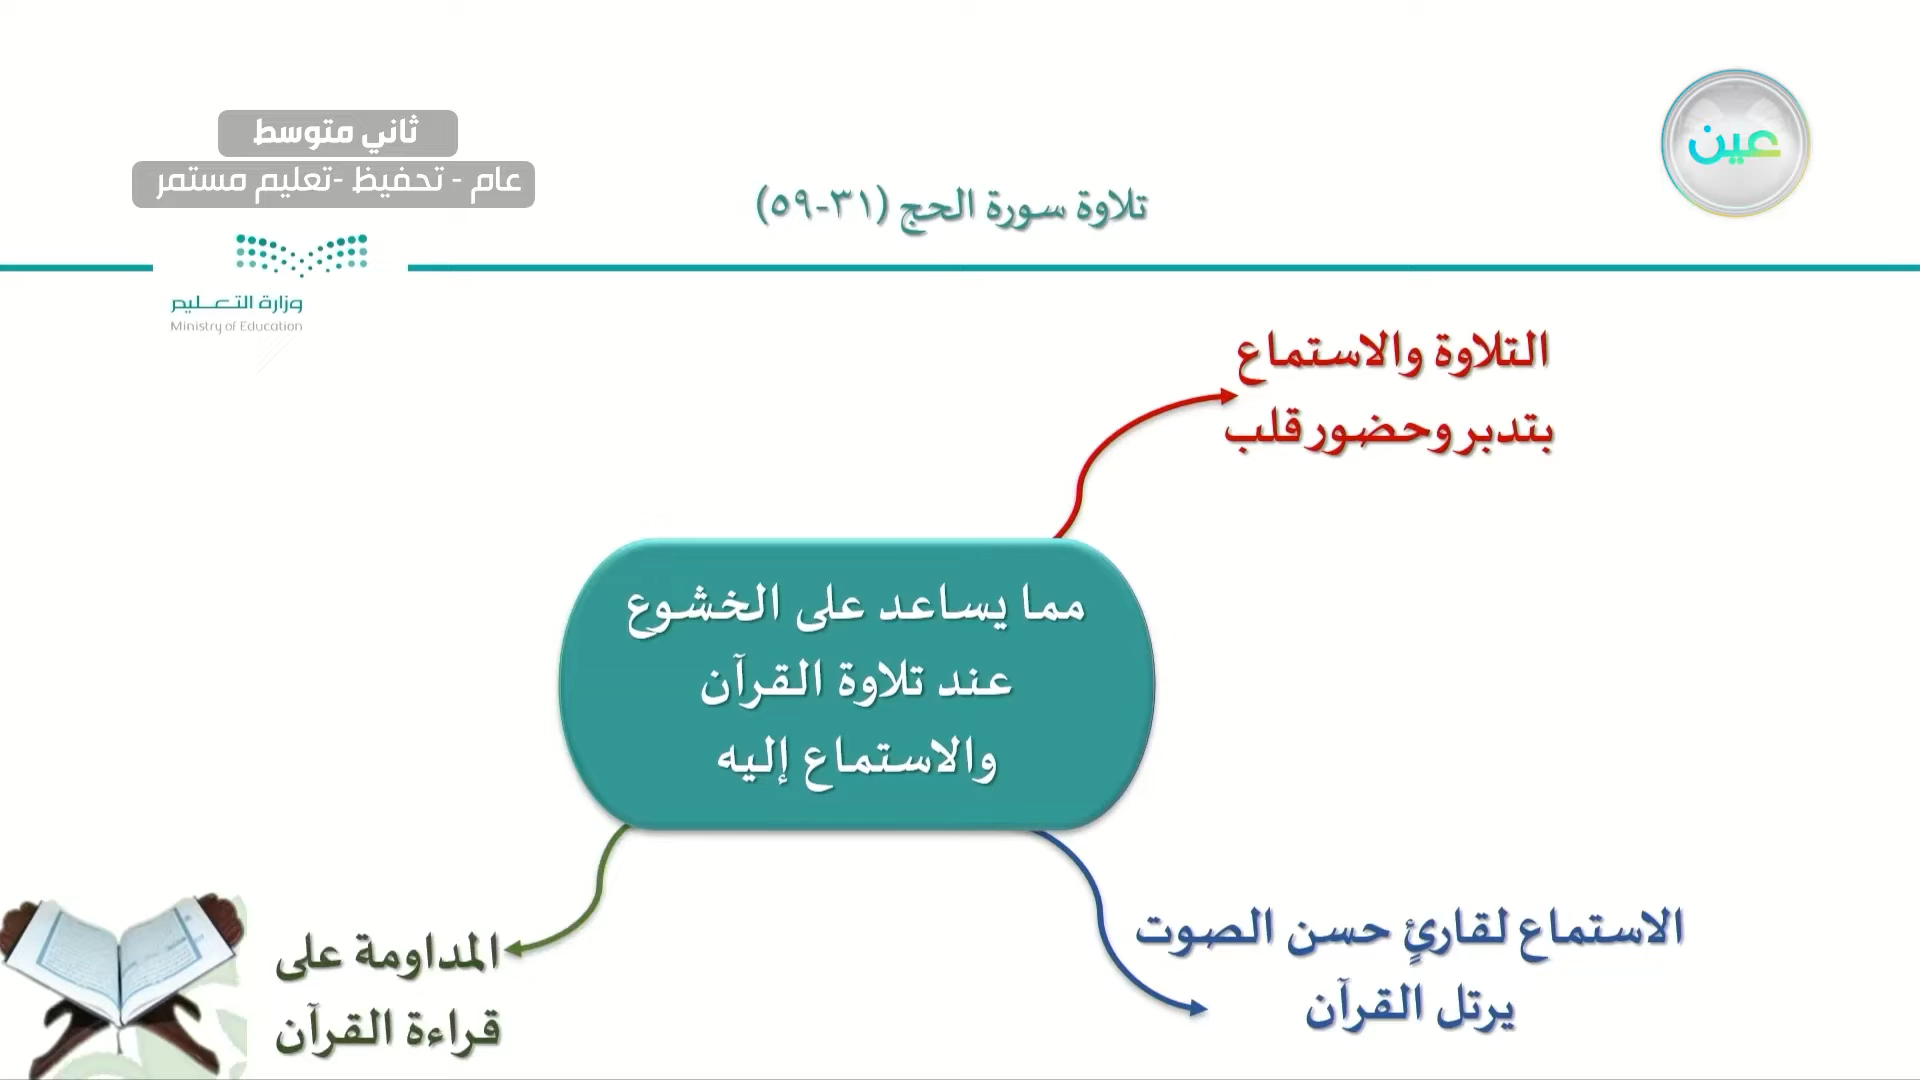 عين
ثاني متوسط
عام - تحفيظ -تعليم مستمر
تلاوة سورة الحج (٣١-٥٩)
وزارة التعليم
Ministry of Education
التلاوة والاستماع
بتدبر وحضور قلب
مما يساعد على الخشوع
عند تلاوة القرآن
والاستماع إليه
الاستماع لقارئٍ حسن الصوت
يرتل القرآن
المداومة على
قراءة القرآن